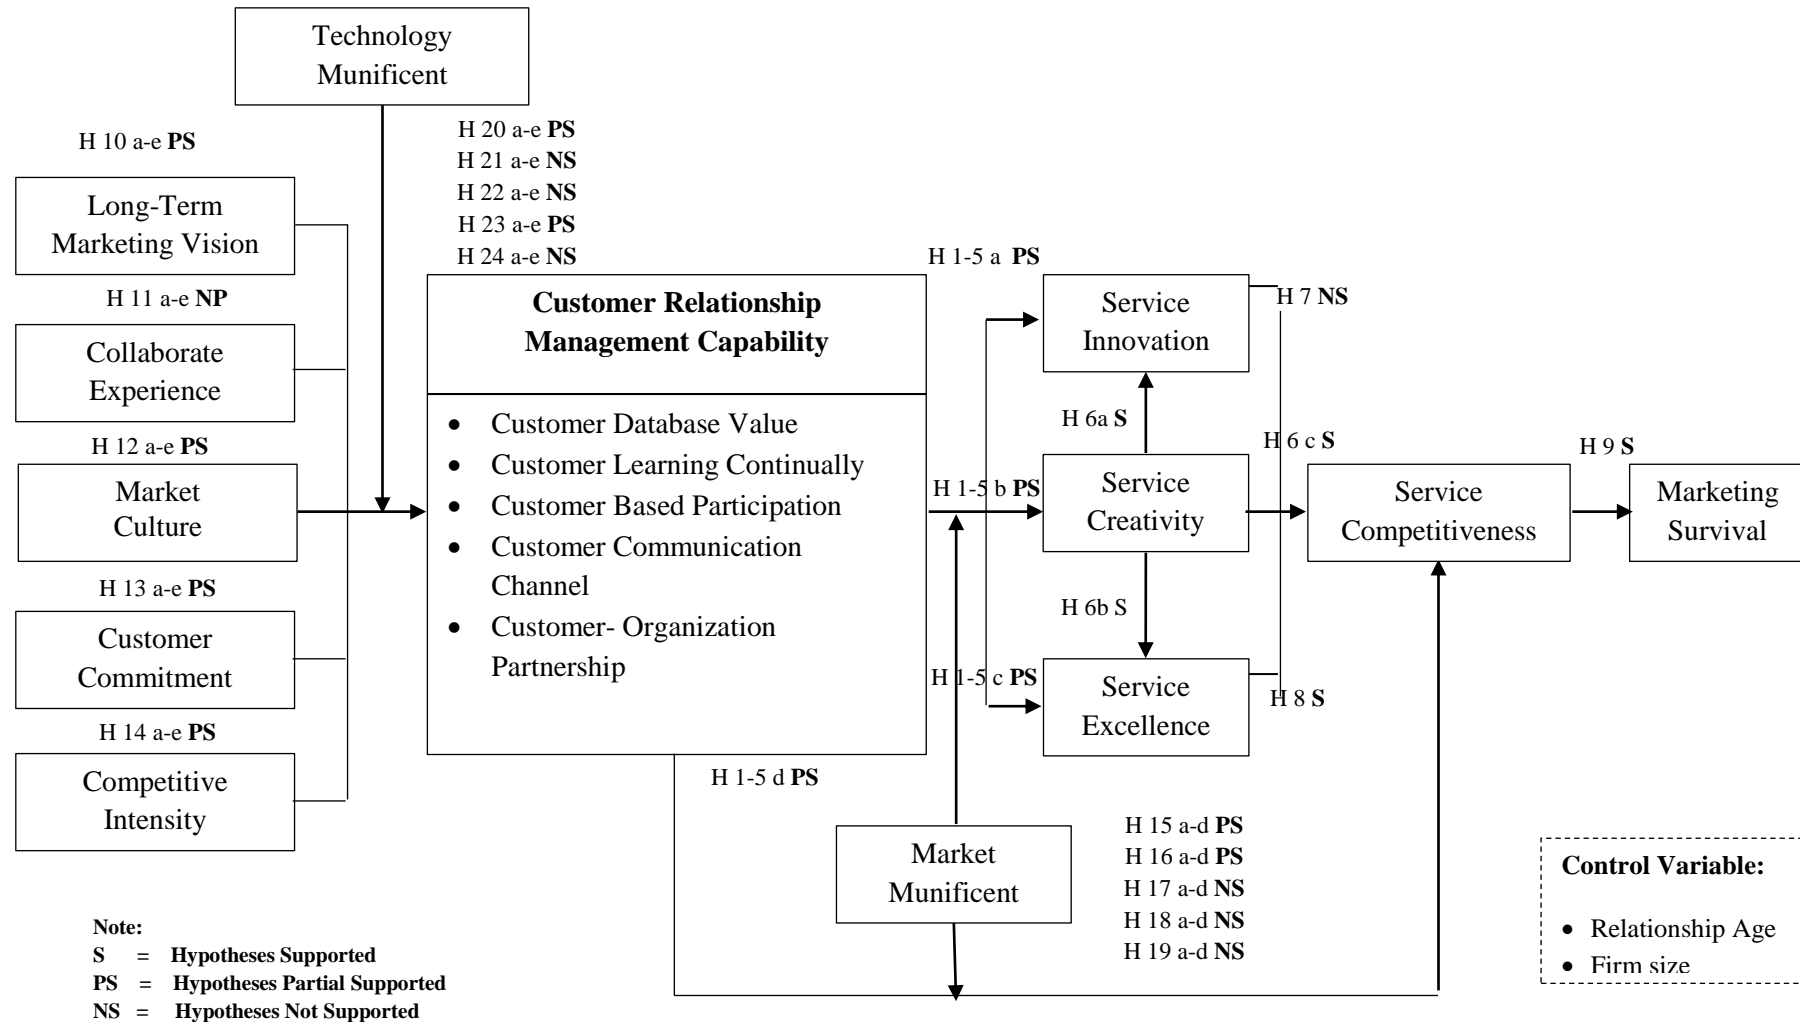 Technology
Munificent
H 10 a-e PS
H 20 a-e PS
H 21 a-e NS
H 22 a-e NS
H 23 a-e PS
H 24 a-e NS
Long-Term
Marketing Vision
H 11 a-e NP
Collaborate
Experience
H 12 a-e PS
Market
Culture
H 13 a-e PS
Customer
Commitment
H 14 a-e PS
Competitive
Intensity
Customer Relationship
Management Capability
• Customer Database Value
• Customer Learning Continually
• Customer Based Participation
• Customer Communication
Channel
• Customer- Organization
Partnership
H 1-5 a PS
H 1-5 b PS
H 1-5 c PS
H 1-5 d PS
Service
Innovation
H 6a S
Service
Creativity
H 6b S
Service
Excellence
H 7 NS
H 6 c S
H 8 S
Service
Competitiveness
H 9 S
Marketing
Survival
Market
Munificent
H 15 a-d PS
H 16 a-d PS
H 17 a-d NS
H 18 a-d NS
H 19 a-d NS
Control Variable:
• Relationship Age
• Firm size
Note:
S = Hypotheses Supported
PS = Hypotheses Partial Supported
NS = Hypotheses Not Supported